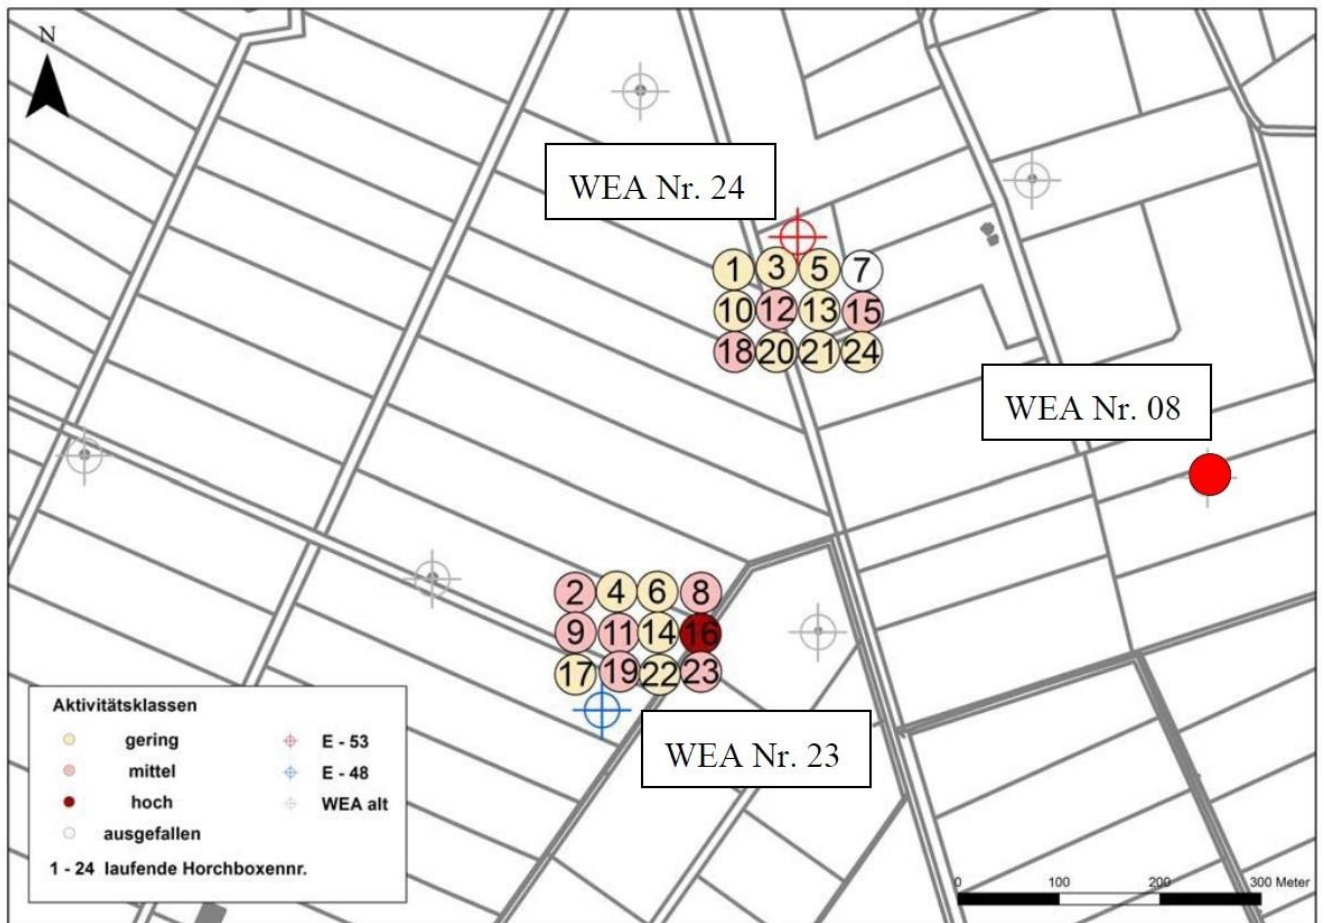 N
WEA Nr. 24
1 3 5 7
10 12 13 15
18 20 21 24
WEA Nr. 08
2 4 6 8
9 11 14 16
17 19 22 23
WEA Nr. 23
Aktivitätsklassen
gering E - 53
mittel E - 48
hoch WEA alt
ausgefallen
1 - 24 laufende Horchboxennr.
0 100 200 300 Meter